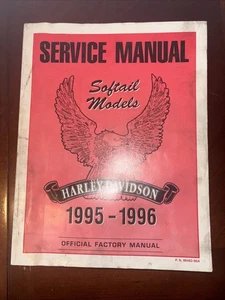 SERVICE MANUAL
Softail
Models
HARLEY-DAVIDSON
1995-1996
OFFICIAL FACTORY MANUAL